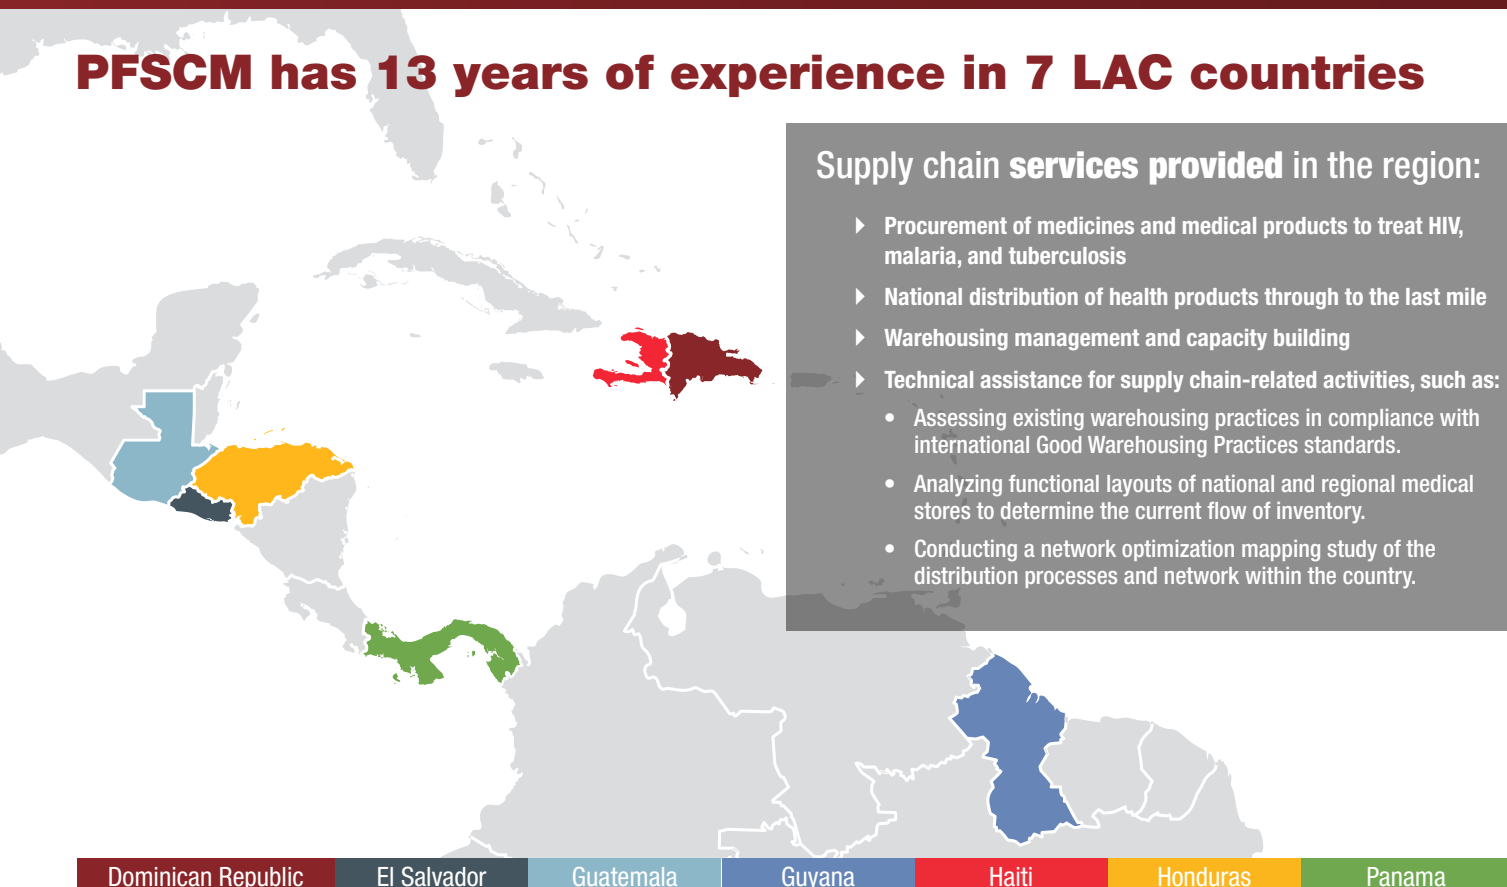 PFSCM has 13 years of experience in 7 LAC countries
Supply chain services provided in the region:
Procurement of medicines and medical products to treat HIV,
malaria, and tuberculosis
National distribution of health products through to the last mile
Warehousing management and capacity building
Technical assistance for supply chain-related activities, such as:
• Assessing existing warehousing practices in compliance with
international Good Warehousing Practices standards.
• Analyzing functional layouts of national and regional medical
stores to determine the current flow of inventory.
• Conducting a network optimization mapping study of the
distribution processes and network within the country.
Dominican Republic El Salvador Guatemala Guyana Haiti Honduras Panama